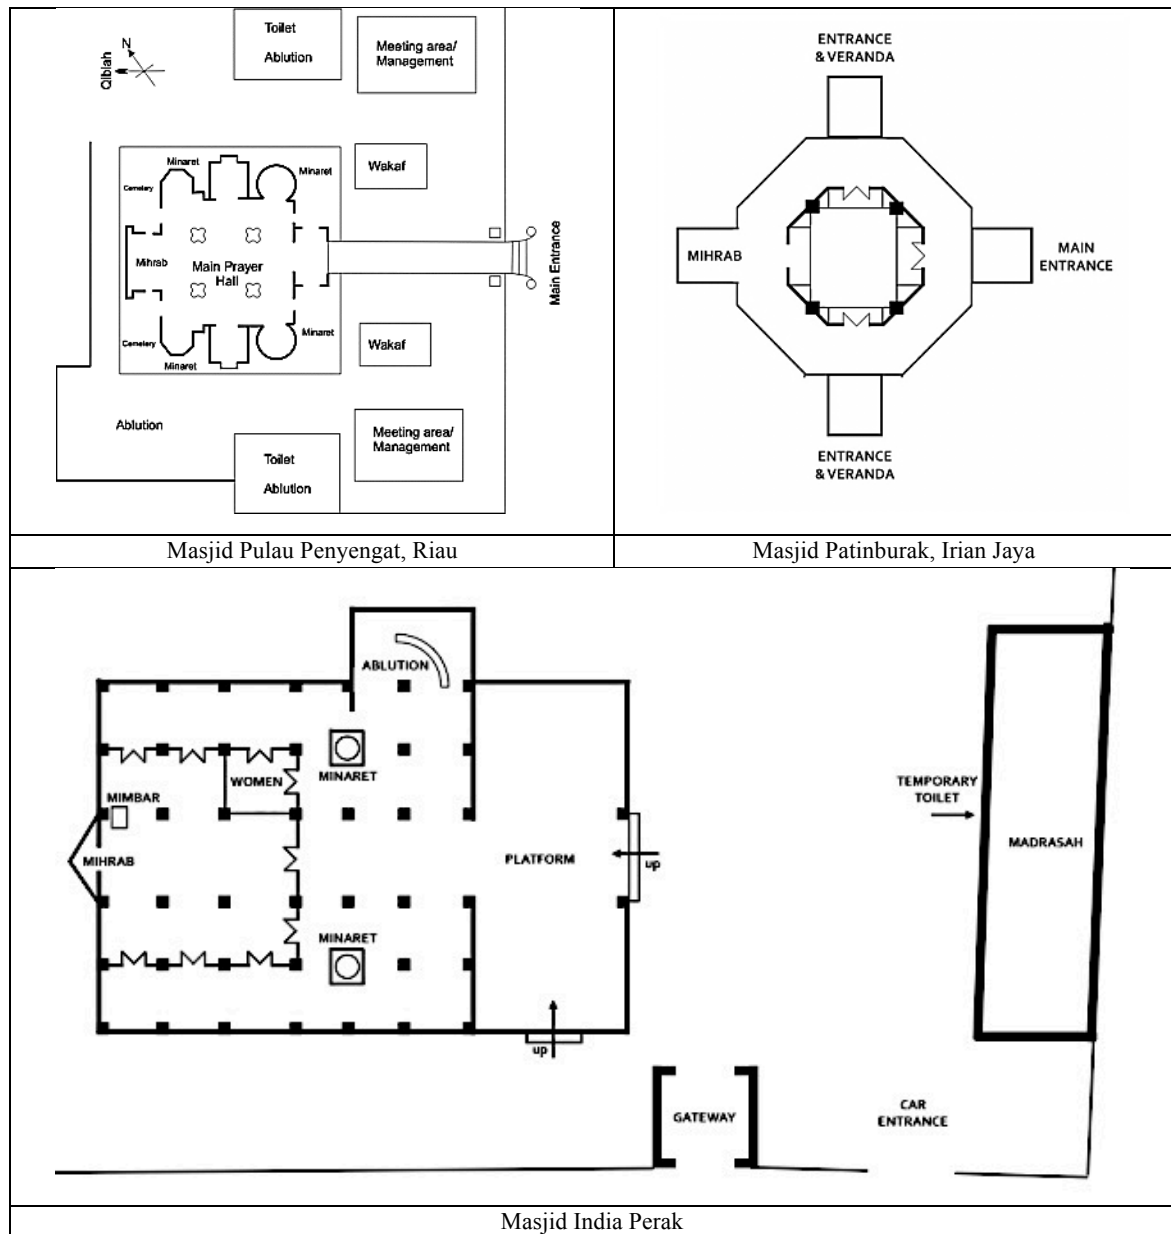 Toilet
Ablution
Meeting area/
Management
N
Qiblah
Minaret
Minaret
Cemetery
Wakaf
Mihrab
Main Prayer
Hall
Main Entrance
Cemetery
Minaret
Minaret
Wakaf
Ablution
Toilet
Ablution
Meeting area/
Management
ENTRANCE
& VERANDA
MIHRAB
MAIN
ENTRANCE
ENTRANCE
& VERANDA
Masjid Pulau Penyengat, Riau
Masjid Patinburak, Irian Jaya
ABLUTION
WOMEN
MINARET
MIMBAR
MIHRAB
PLATFORM
up
MINARET
up
TEMPORARY
TOILET
MADRASAH
GATEWAY
CAR
ENTRANCE
Masjid India Perak